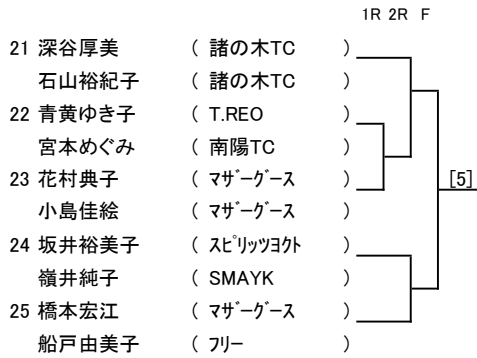 1R 2R F
21 深谷厚美 ( 諸の木TC )
石山裕紀子 ( 諸の木TC )
22 青黄ゆき子 ( T.REO )
宮本めぐみ ( 南陽TC )
23 花村典子 ( ﾏｻﾞｰｸﾞｰｽ )
[5]
小島佳絵 ( ﾏｻﾞｰｸﾞｰｽ )
24 坂井裕美子 ( ｽﾋﾟﾘｯﾂﾖｸﾄ )
嶺井純子 ( SMAYK )
25 橋本宏江 ( ﾏｻﾞｰｸﾞｰｽ )
船戸由美子 ( ﾌﾘｰ )